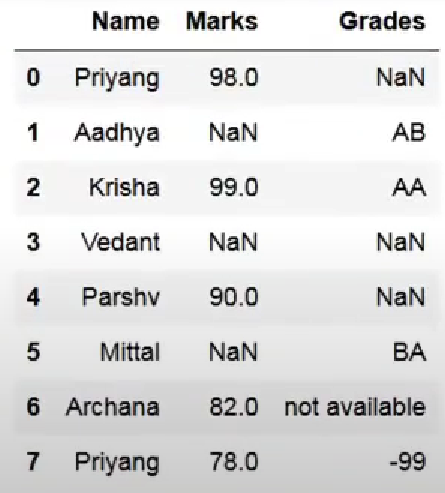 Name Marks Grades
0 Priyang 98.0 NaN
1 Aadhya NaN AB
2 Krisha 99.0 AA
3 Vedant NaN NaN
4 Parshv 90.0 NaN
5 Mittal NaN BA
6 Archana 82.0 not available
7 Priyang 78.0 -99